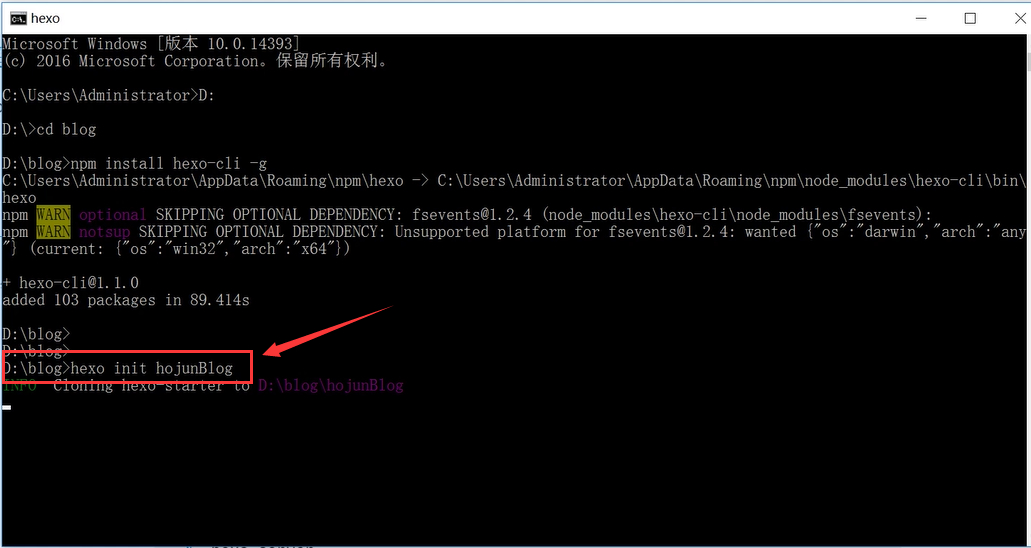 hexo
Microsoft Windows [版本 10.0.14393]
(c) 2016 Microsoft Corporation。保留所有权利。
C:\Users\Administrator>D:
D:\>cd blog
D:\blog>npm install hexo-cli -g
C:\Users\Administrator\AppData\Roaming\npm\hexo -> C:\Users\Administrator\AppData\Roaming\npm\node_modules\hexo-cli\bin\
hexo
npm WARN optional SKIPPING OPTIONAL DEPENDENCY: fsevents@1.2.4 (node_modules\hexo-cli\node_modules\fsevents):
npm WARN notsup SKIPPING OPTIONAL DEPENDENCY: Unsupported platform for fsevents@1.2.4: wanted {"os":"darwin","arch":"any
"} (current: {"os":"win32","arch":"x64"})
+ hexo-cli@1.1.0
added 103 packages in 89.414s
D:\blog>
D:\blog>
D:\blog>hexo init hojunBlog
INFO  Cloning hexo-starter to D:\blog\hojunBlog